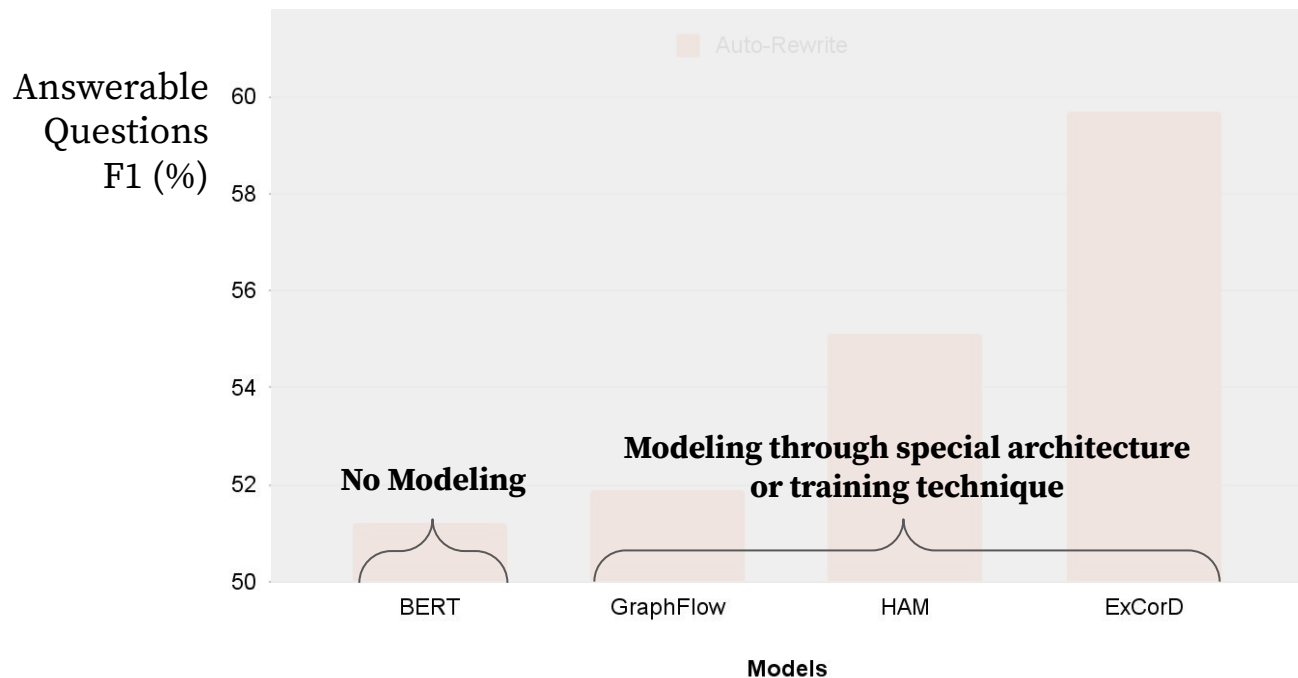 Auto-Rewrite
Answerable
Questions
F1 (%)
60
58
56
54
52
50
No Modeling
Modeling through special architecture
or training technique
BERT
GraphFlow
HAM
ExCorD
Models